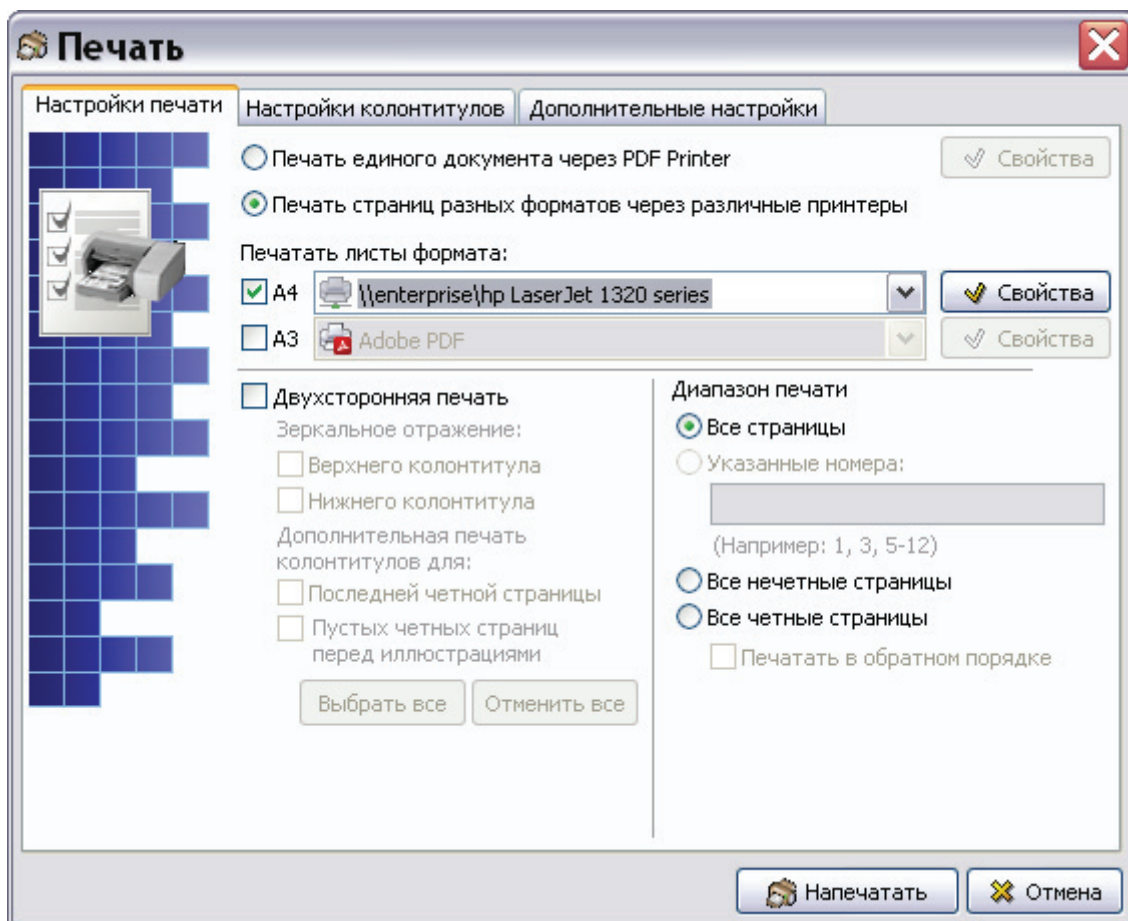 Печать
Настройки печати
Настройки колонтитулов
Дополнительные настройки
Печать единого документа через PDF Printer
Свойства
Печать страниц разных форматов через различные принтеры
Печатать листы формата:
A4
\\enterprise\hp LaserJet 1320 series
Свойства
A3
Adobe PDF
Свойства
Двухсторонняя печать
Зеркальное отражение:
Верхнего колонтитула
Нижнего колонтитула
Дополнительная печать
колонтитулов для:
Последней четной страницы
Пустых четных страниц
перед иллюстрациями
Выбрать все
Отменить все
Диапазон печати
Все страницы
Указанные номера:
(Например: 1, 3, 5-12)
Все нечетные страницы
Все четные страницы
Печатать в обратном порядке
Напечатать
Отмена